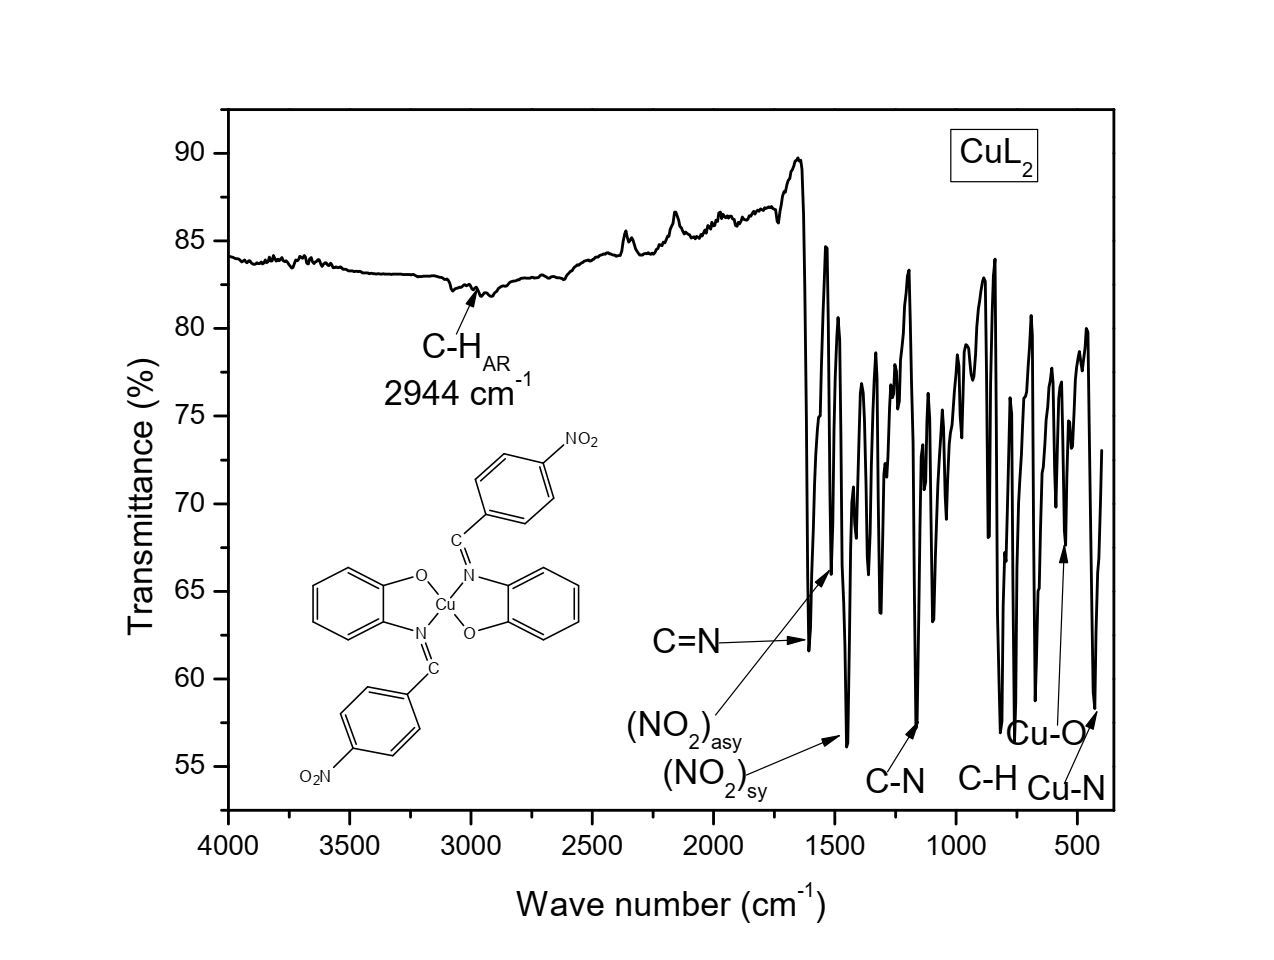 CuL2
90
85
80
75
70
65
60
55
Transmittance (%)
C-HAR
2944 cm-1
NO2
C
O
N
Cu
N
O
C
O2N
C=N
(NO2)asy
(NO2)sy
C-N
C-H
Cu-O
Cu-N
4000 3500 3000 2500 2000 1500 1000 500
Wave number (cm-1)